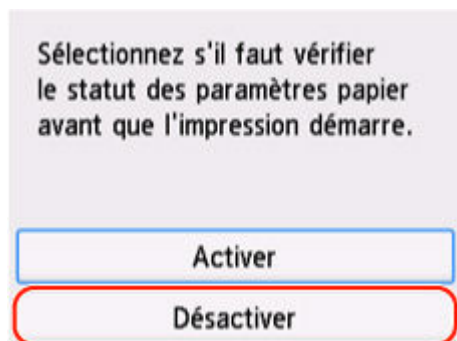 Sélectionnez s'il faut vérifier
le statut des paramètres papier
avant que l'impression démarre.
Activer
Désactiver